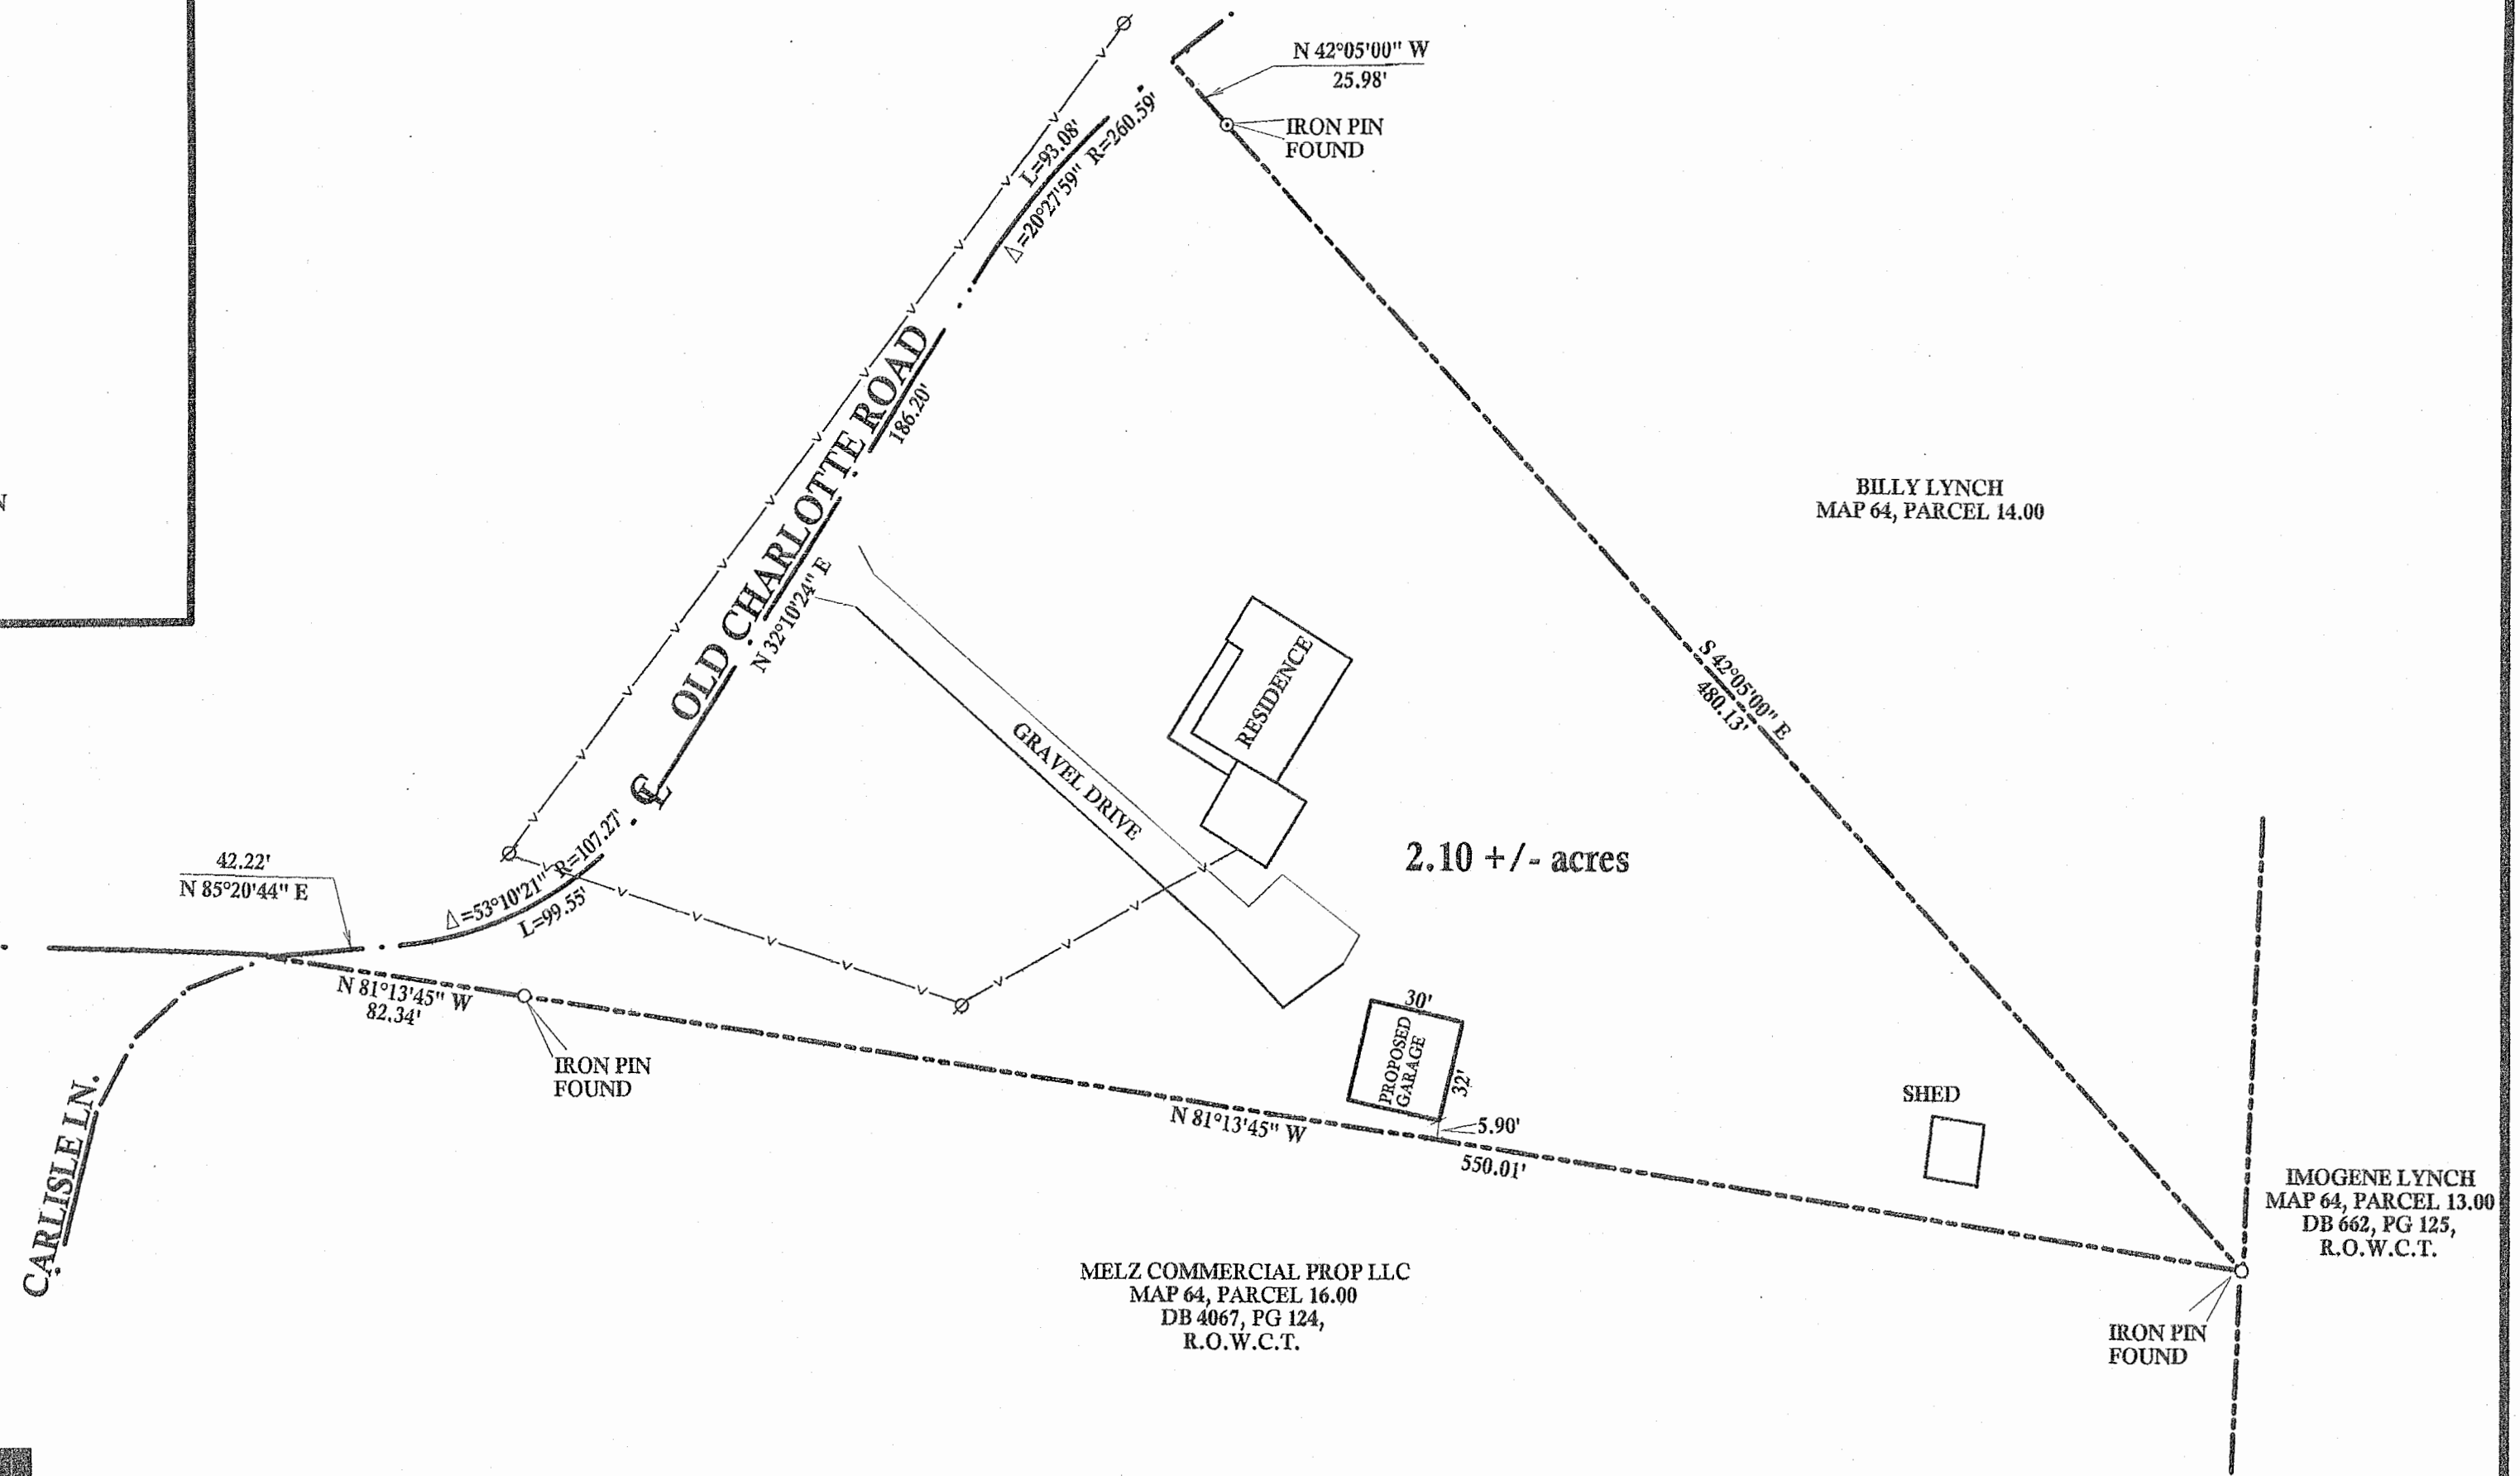 N 42°05'00" W
25.98'
IRON PIN
FOUND
L=93.08'
R=260.59'
Δ=20°27'59"
OLD CHARLOTTE ROAD
186.20'
N 32°10'24" E
BILLY LYNCH
MAP 64, PARCEL 14.00
RESIDENCE
S 42°05'00" E
480.13'
GRAVEL DRIVE
℄
R=107.27'
Δ=53°10'21"
L=99.55'
42.22'
N 85°20'44" E
2.10 +/- acres
N 81°13'45" W
82.34'
IRON PIN
FOUND
30'
PROPOSED
GARAGE
32'
5.90'
N 81°13'45" W
550.01'
SHED
CARLISLE LN.
IMOGENE LYNCH
MAP 64, PARCEL 13.00
DB 662, PG 125,
R.O.W.C.T.
MELZ COMMERCIAL PROP LLC
MAP 64, PARCEL 16.00
DB 4067, PG 124,
R.O.W.C.T.
IRON PIN
FOUND